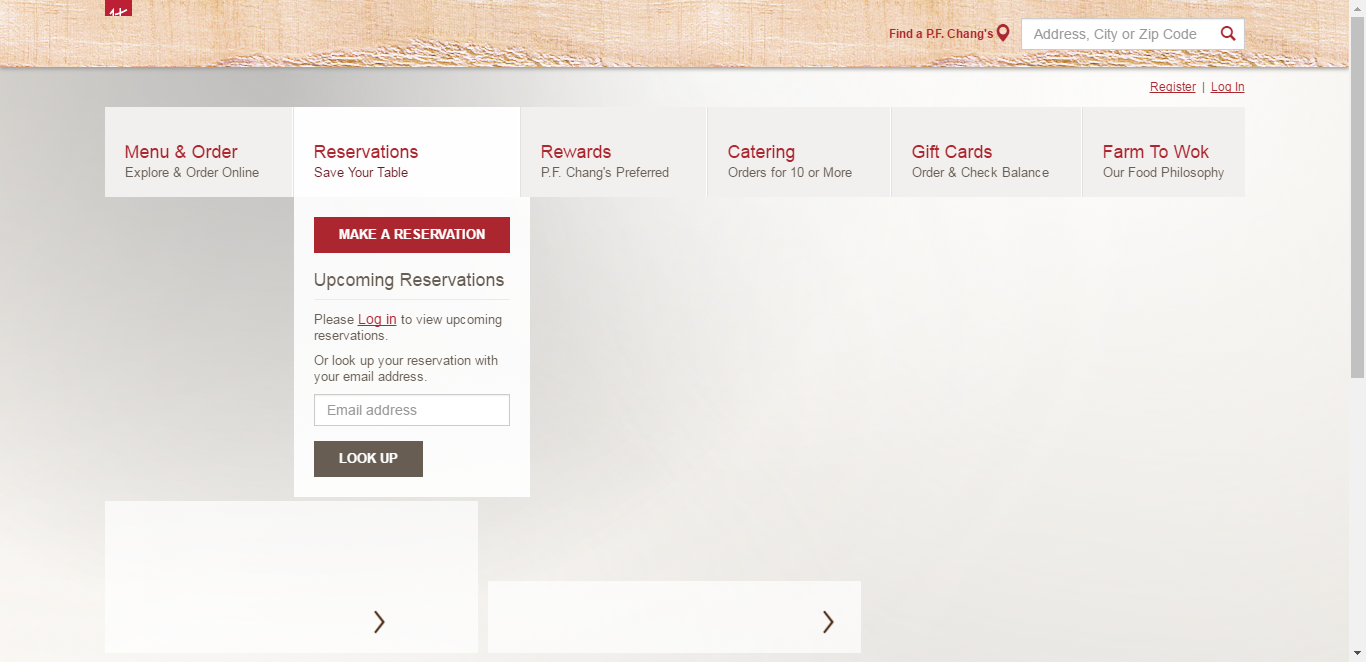 Find a P.F. Chang's
Address, City or Zip Code
Register | Log In
Menu & Order
Explore & Order Online
Reservations
Save Your Table
Rewards
P.F. Chang's Preferred
Catering
Orders for 10 or More
Gift Cards
Order & Check Balance
Farm To Wok
Our Food Philosophy
MAKE A RESERVATION
Upcoming Reservations
Please Log in to view upcoming
reservations.
Or look up your reservation with
your email address.
Email address
LOOK UP